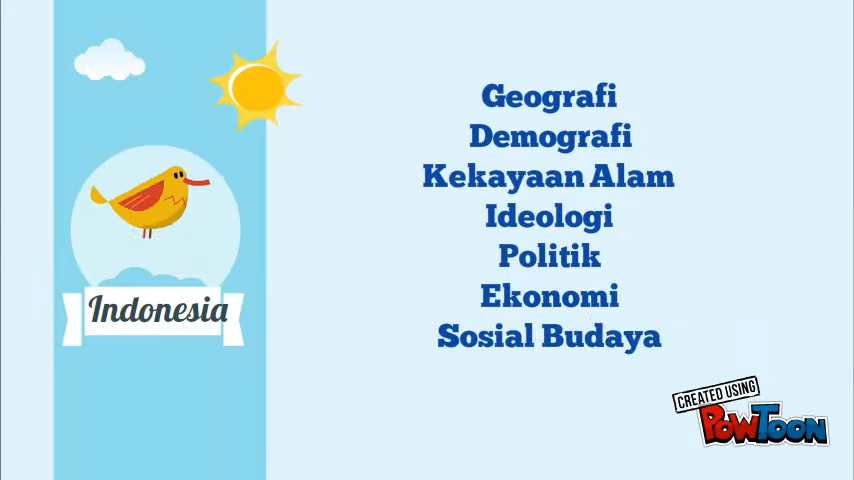 Geografi
Demografi
Kekayaan Alam
Ideologi
Politik
Ekonomi
Sosial Budaya
Indonesia
CREATED USING
POWTOON